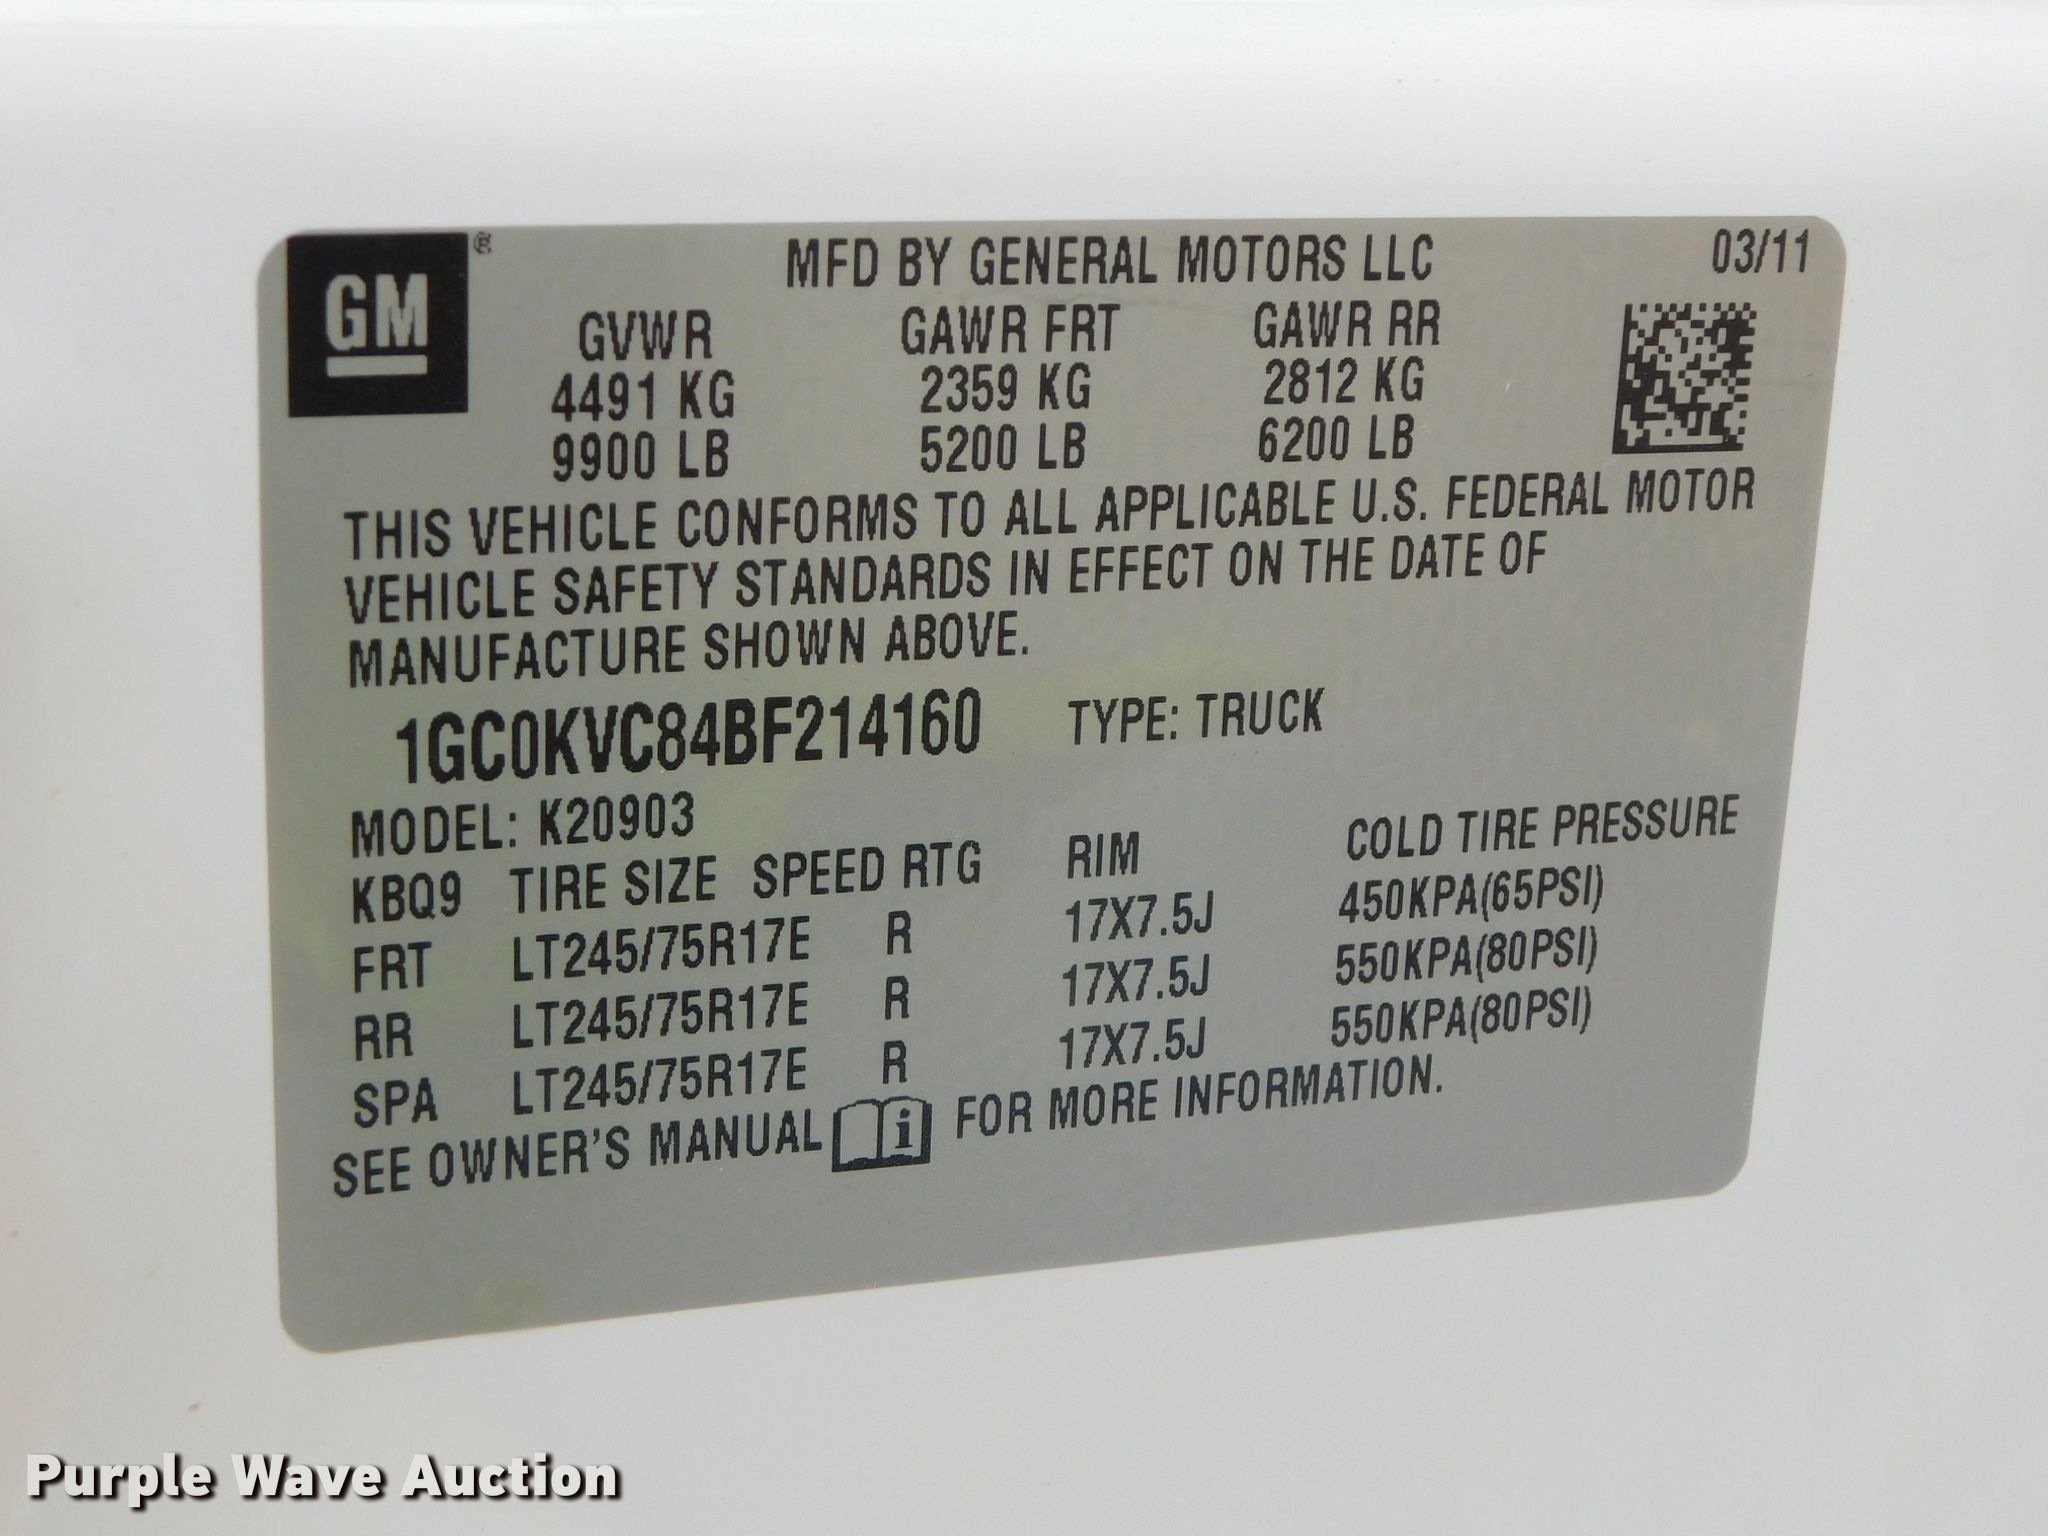 GM ®
MFD BY GENERAL MOTORS LLC 03/11
GVWR GAWR FRT GAWR RR
4491 KG 2359 KG 2812 KG
9900 LB 5200 LB 6200 LB
THIS VEHICLE CONFORMS TO ALL APPLICABLE U.S. FEDERAL MOTOR
VEHICLE SAFETY STANDARDS IN EFFECT ON THE DATE OF
MANUFACTURE SHOWN ABOVE.
1GC0KVC84BF214160 TYPE: TRUCK
MODEL: K20903
KBQ9 TIRE SIZE SPEED RTG RIM COLD TIRE PRESSURE
FRT LT245/75R17E R 17X7.5J 450KPA(65PSI)
RR LT245/75R17E R 17X7.5J 550KPA(80PSI)
SPA LT245/75R17E R 17X7.5J 550KPA(80PSI)
SEE OWNER'S MANUAL i FOR MORE INFORMATION.
Purple Wave Auction